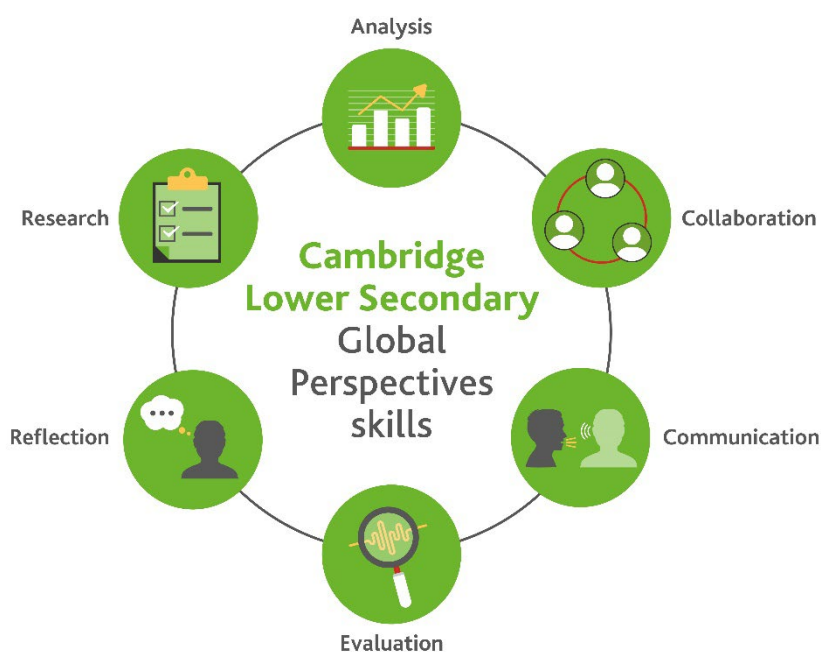 Analysis
Research
Collaboration
Cambridge
Lower Secondary
Global
Perspectives
skills
Reflection
Communication
Evaluation